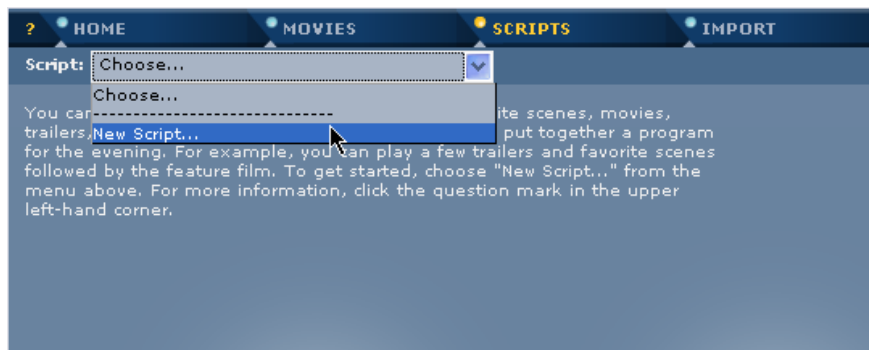 ? HOME MOVIES SCRIPTS IMPORT
Script: Choose...
Choose...
------------------------------
New Script...
You can ite scenes, movies,
trailers, put together a program
for the evening. For example, you can play a few trailers and favorite scenes
followed by the feature film. To get started, choose "New Script..." from the
menu above. For more information, click the question mark in the upper
left-hand corner.